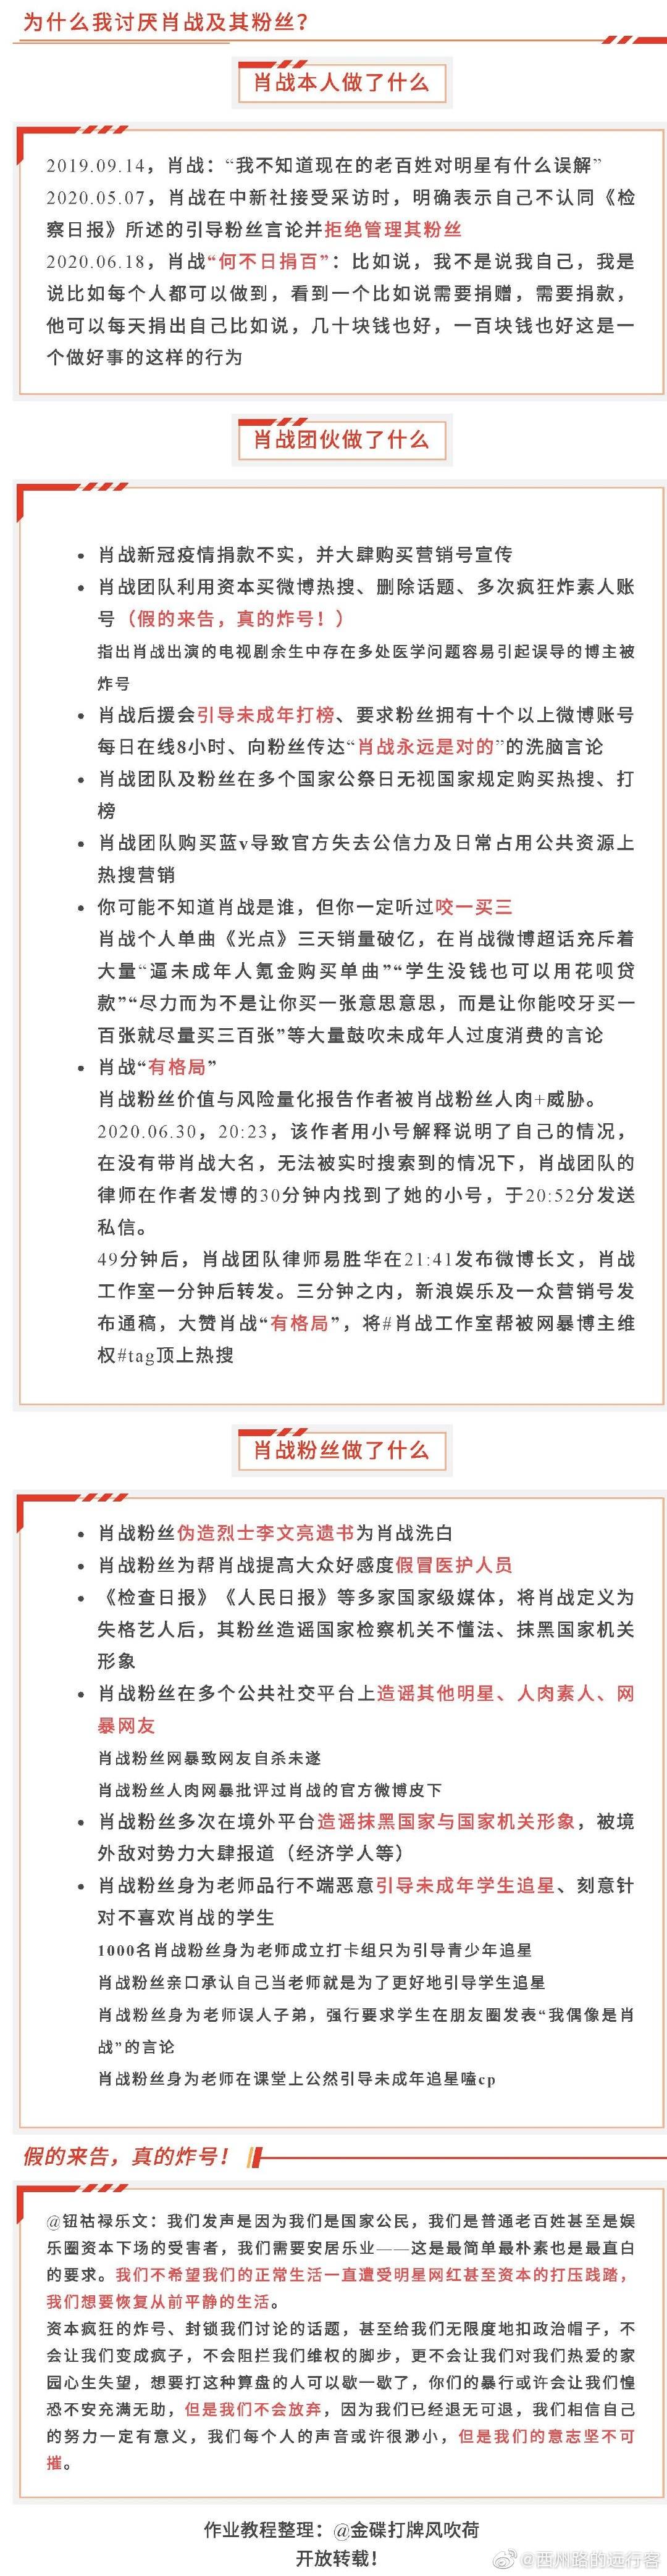 为什么我讨厌肖战及其粉丝？
肖战本人做了什么
2019.09.14，肖战：“我不知道现在的老百姓对明星有什么误解”
2020.05.07，肖战在中新社接受采访时，明确表示自己不认同《检
察日报》所述的引导粉丝言论并拒绝管理其粉丝
2020.06.18，肖战“何不日捐百”：比如说，我不是说我自己，我是
说比如每个人都可以做到，看到一个比如说需要捐赠，需要捐款，
他可以每天捐出自己比如说，几十块钱也好，一百块钱也好这是一
个做好事的这样的行为
肖战团伙做了什么
• 肖战新冠疫情捐款不实，并大肆购买营销号宣传
• 肖战团队利用资本买微博热搜、删除话题、多次疯狂炸素人账
号（假的来告，真的炸号！）
指出肖战出演的电视剧余生中存在多处医学问题容易引起误导的博主被
炸号
• 肖战后援会引导未成年打榜、要求粉丝拥有十个以上微博账号
每日在线8小时、向粉丝传达“肖战永远是对的”的洗脑言论
• 肖战团队及粉丝在多个国家公祭日无视国家规定购买热搜、打
榜
• 肖战团队购买蓝v导致官方失去公信力及日常占用公共资源上
热搜营销
• 你可能不知道肖战是谁，但你一定听过咬一买三
肖战个人单曲《光点》三天销量破亿，在肖战微博超话充斥着
大量“逼未成年人氪金购买单曲”“学生没钱也可以用花呗贷
款”“尽力而为不是让你买一张意思意思，而是让你能咬牙买一
百张就尽量买三百张”等大量鼓吹未成年人过度消费的言论
• 肖战“有格局”
肖战粉丝价值与风险量化报告作者被肖战粉丝人肉+威胁。
2020.06.30，20:23，该作者用小号解释说明了自己的情况，
在没有带肖战大名，无法被实时搜索到的情况下，肖战团队的
律师在作者发博的30分钟内找到了她的小号，于20:52分发送
私信。
49分钟后，肖战团队律师易胜华在21:41发布微博长文，肖战
工作室一分钟后转发。三分钟之内，新浪娱乐及一众营销号发
布通稿，大赞肖战“有格局”，将#肖战工作室帮被网暴博主维
权#tag顶上热搜
肖战粉丝做了什么
• 肖战粉丝伪造烈士李文亮遗书为肖战洗白
• 肖战粉丝为帮肖战提高大众好感度假冒医护人员
• 《检查日报》《人民日报》等多家国家级媒体，将肖战定义为
失格艺人后，其粉丝造谣国家检察机关不懂法、抹黑国家机关
形象
• 肖战粉丝在多个公共社交平台上造谣其他明星、人肉素人、网
暴网友
肖战粉丝网暴致网友自杀未遂
肖战粉丝人肉网暴批评过肖战的官方微博皮下
• 肖战粉丝多次在境外平台造谣抹黑国家与国家机关形象，被境
外敌对势力大肆报道（经济学人等）
• 肖战粉丝身为老师品行不端恶意引导未成年学生追星、刻意针
对不喜欢肖战的学生
1000名肖战粉丝身为老师成立打卡组只为引导青少年追星
肖战粉丝亲口承认自己当老师就是为了更好地引导学生追星
肖战粉丝身为老师误人子弟，强行要求学生在朋友圈发表“我偶像是肖
战”的言论
肖战粉丝身为老师在课堂上公然引导未成年追星嗑cp
假的来告，真的炸号！
@钮祜禄乐文：我们发声是因为我们是国家公民，我们是普通老百姓甚至是娱
乐圈资本下场的受害者，我们需要安居乐业——这是最简单最朴素也是最直白
的要求。我们不希望我们的正常生活一直遭受明星网红甚至资本的打压践踏，
我们想要恢复从前平静的生活。
资本疯狂的炸号、封锁我们讨论的话题，甚至给我们无限度地扣政治帽子，不
会让我们变成疯子，不会阻拦我们维权的脚步，更不会让我们对我们热爱的家
园心生失望，想要打这种算盘的人可以歇一歇了，你们的暴行或许会让我们惶
恐不安充满无助，但是我们不会放弃，因为我们已经退无可退，我们相信自己
的努力一定有意义，我们每个人的声音或许很渺小，但是我们的意志坚不可
摧。
作业教程整理：@金碟打牌风吹荷
开放转载！
@西州路的远行客